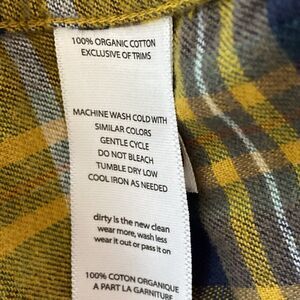 100% ORGANIC COTTON
EXCLUSIVE OF TRIMS
MACHINE WASH COLD WITH
SIMILAR COLORS
GENTLE CYCLE
DO NOT BLEACH
TUMBLE DRY LOW
COOL IRON AS NEEDED
dirty is the new clean
wear more, wash less
wear it out or pass it on
100% COTON ORGANIQUE
A PART LA GARNITURE